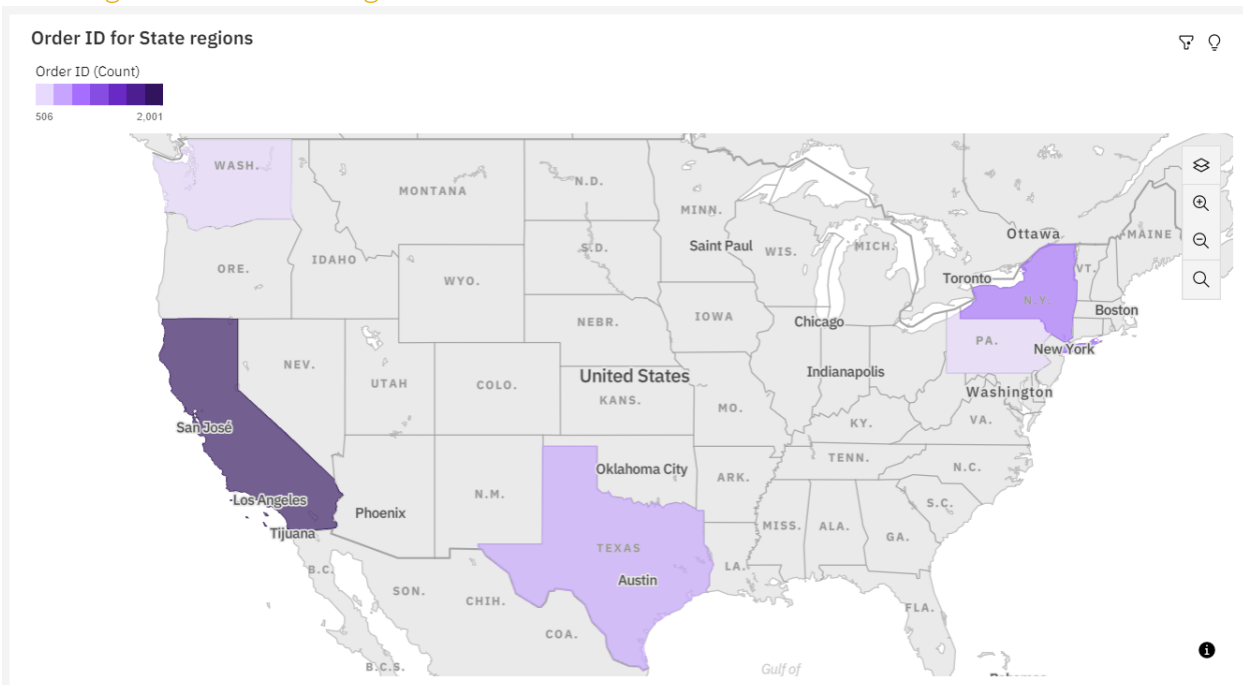 Order ID for State regions
Order ID (Count)
506
2,001
WASH.
MONTANA
N.D.
MINN.
Ottawa
MAINE
Saint Paul
WIS.
MICH.
S.D.
ORE.
IDAHO
VT.
WYO.
Toronto
N.Y.
Boston
NEBR.
IOWA
Chicago
PA.
New York
NEV.
UTAH
COLO.
United States
Indianapolis
KANS.
Washington
MO.
KY.
VA.
San José
TENN.
Oklahoma City
N.C.
ARK.
N.M.
Los Angeles
S.C.
Phoenix
Tijuana
MISS.
ALA.
GA.
TEXAS
B.C.
LA.
Austin
SON.
CHIH.
FLA.
COA.
B.C.S.
Gulf of